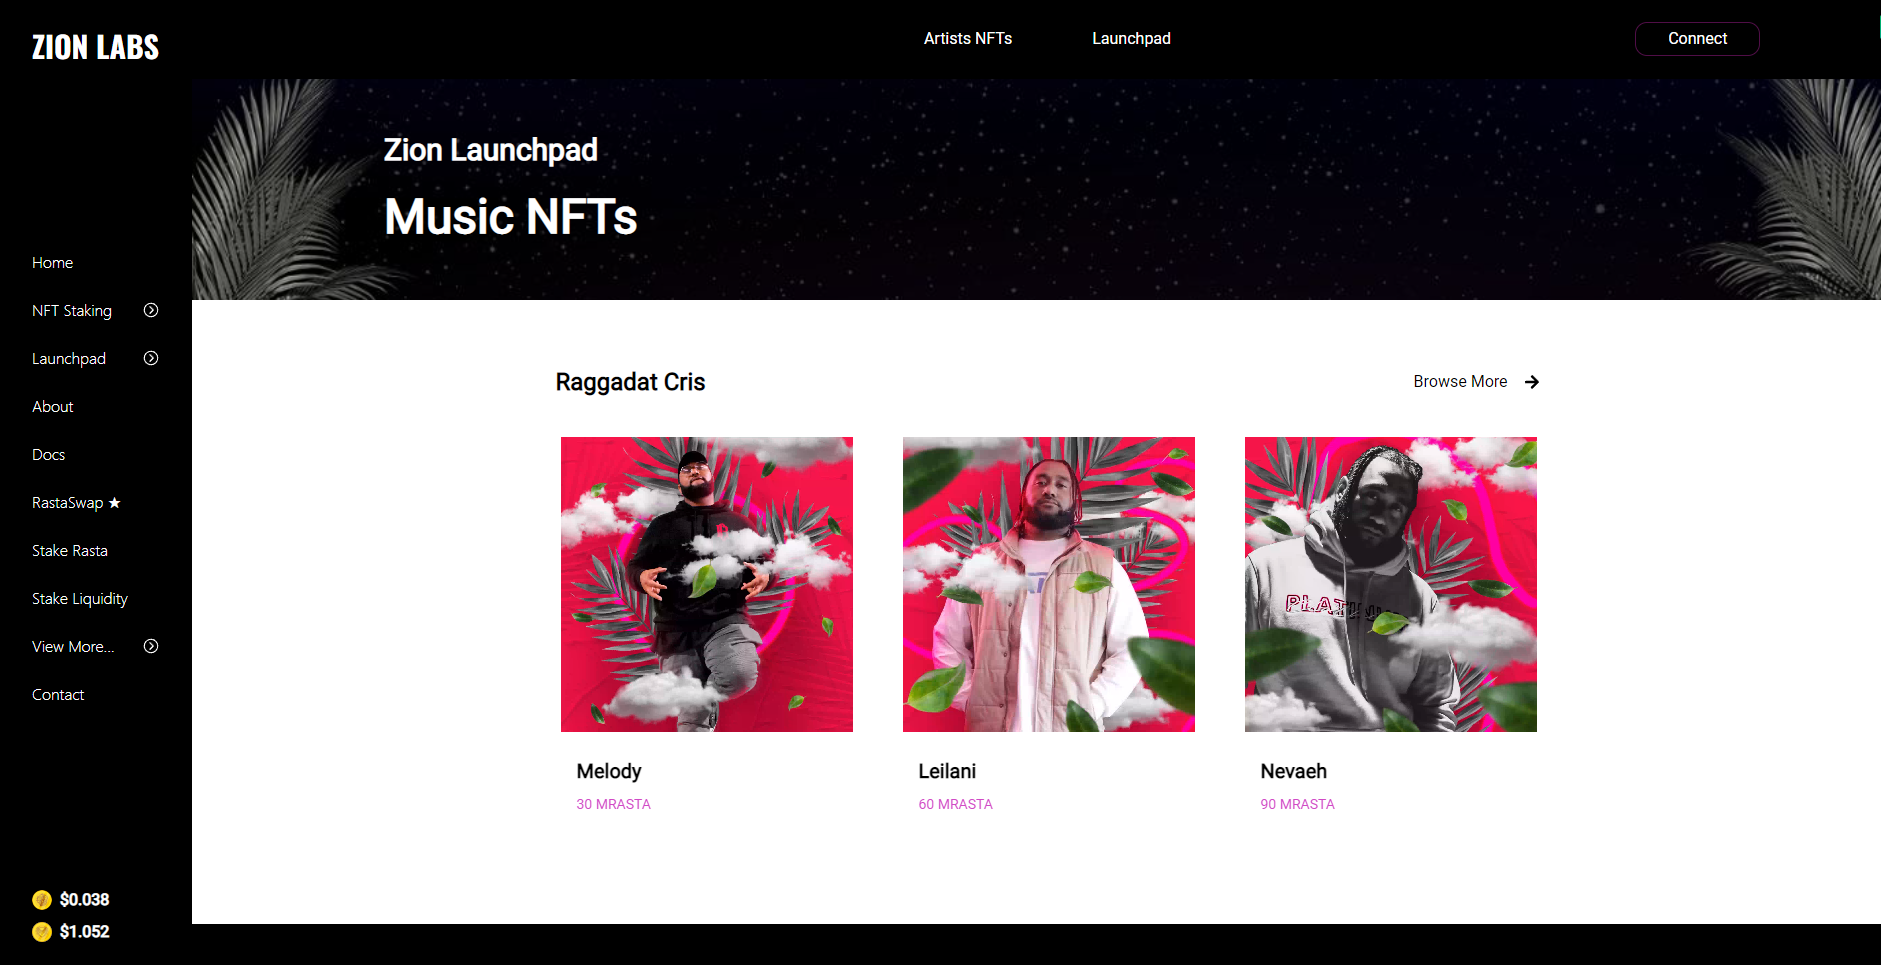 ZION LABS
Artists NFTs
Launchpad
Connect
Zion Launchpad
Music NFTs
Home
NFT Staking
Launchpad
About
Docs
RastaSwap ★
Stake Rasta
Stake Liquidity
View More...
Contact
$0.038
$1.052
Raggadat Cris
Browse More
Melody
30 MRASTA
Leilani
60 MRASTA
Nevaeh
90 MRASTA